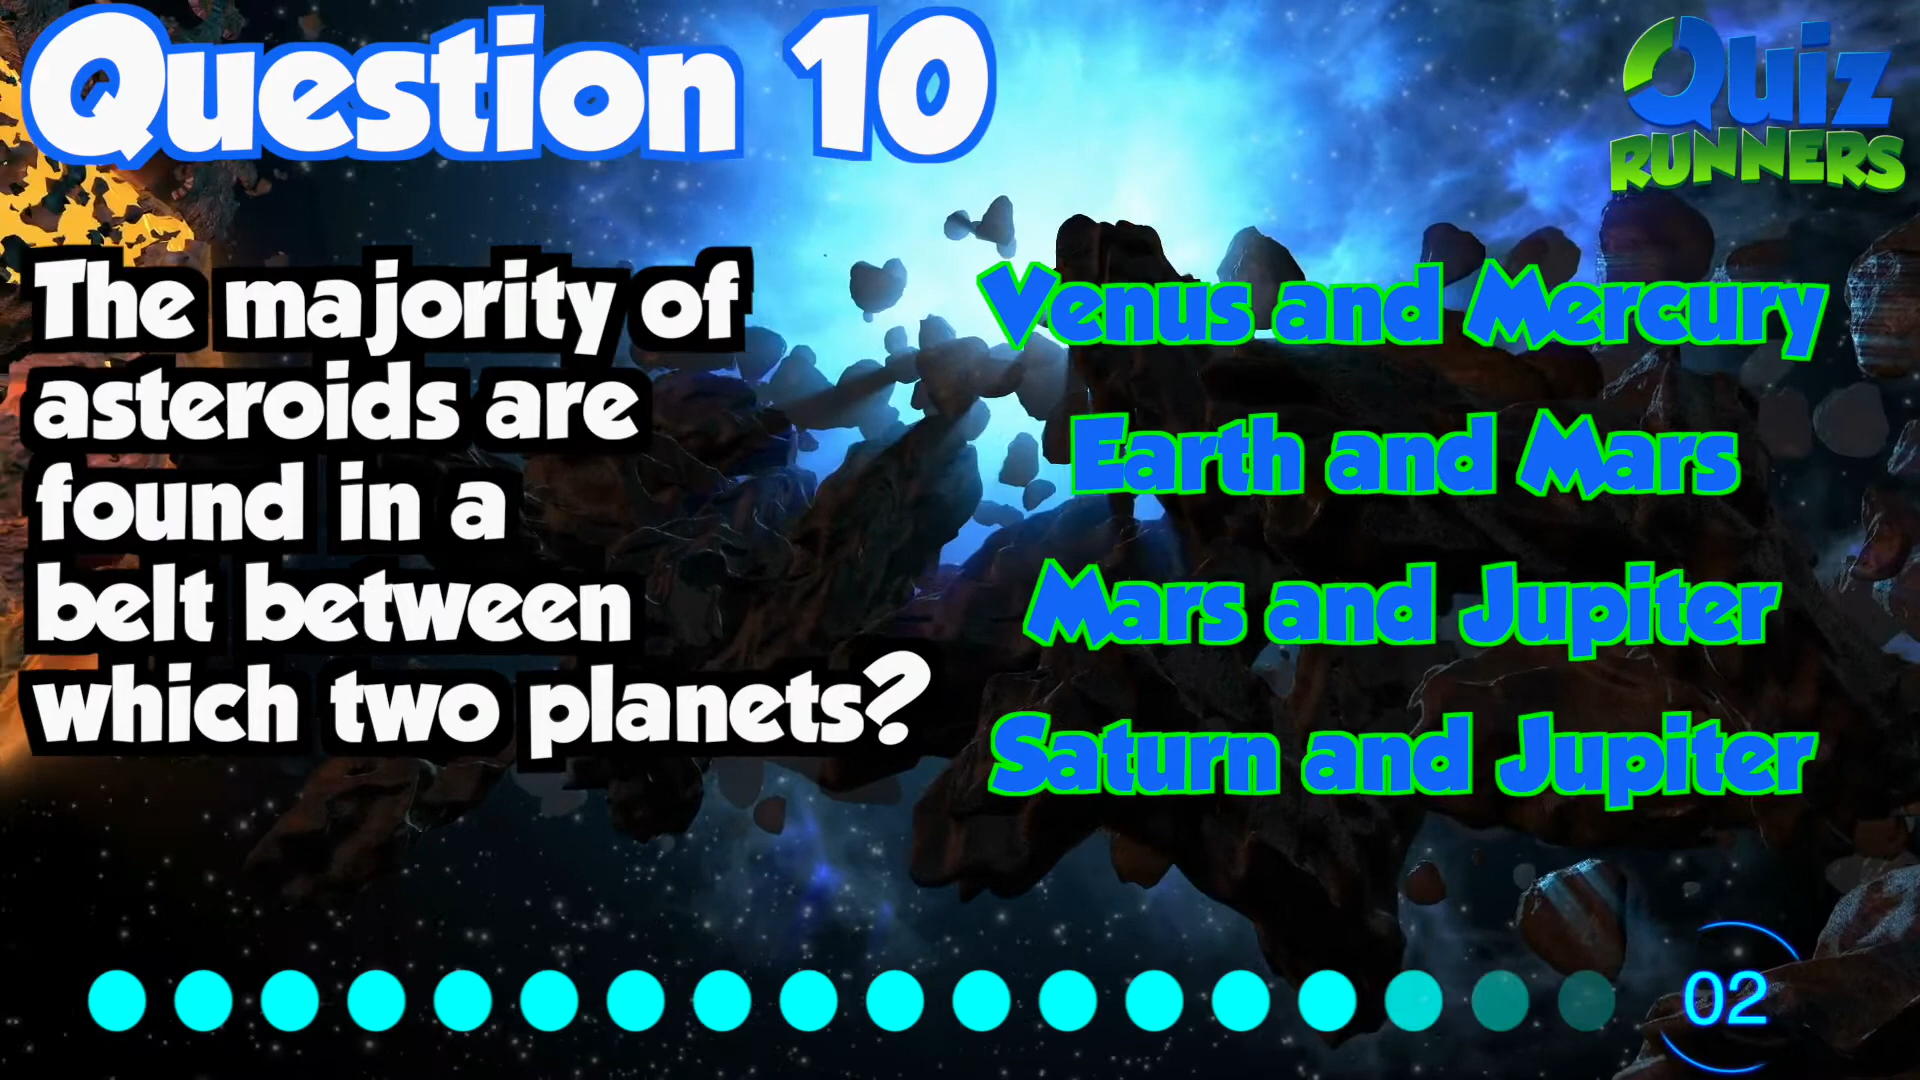 Question 10
Quiz
RUNNERS
The majority of
asteroids are
found in a
belt between
which two planets?
Venus and Mercury
Earth and Mars
Mars and Jupiter
Saturn and Jupiter
02